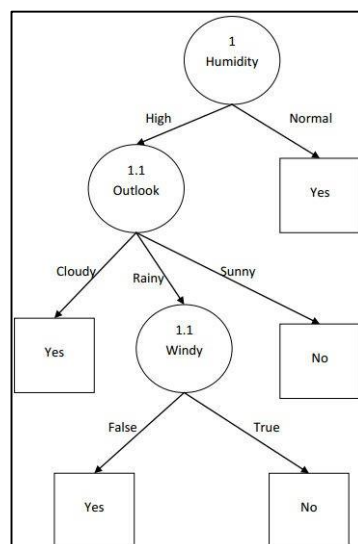 1
Humidity
High
Normal
1.1
Outlook
Yes
Cloudy
Rainy
Sunny
Yes
1.1
Windy
No
False
True
Yes
No